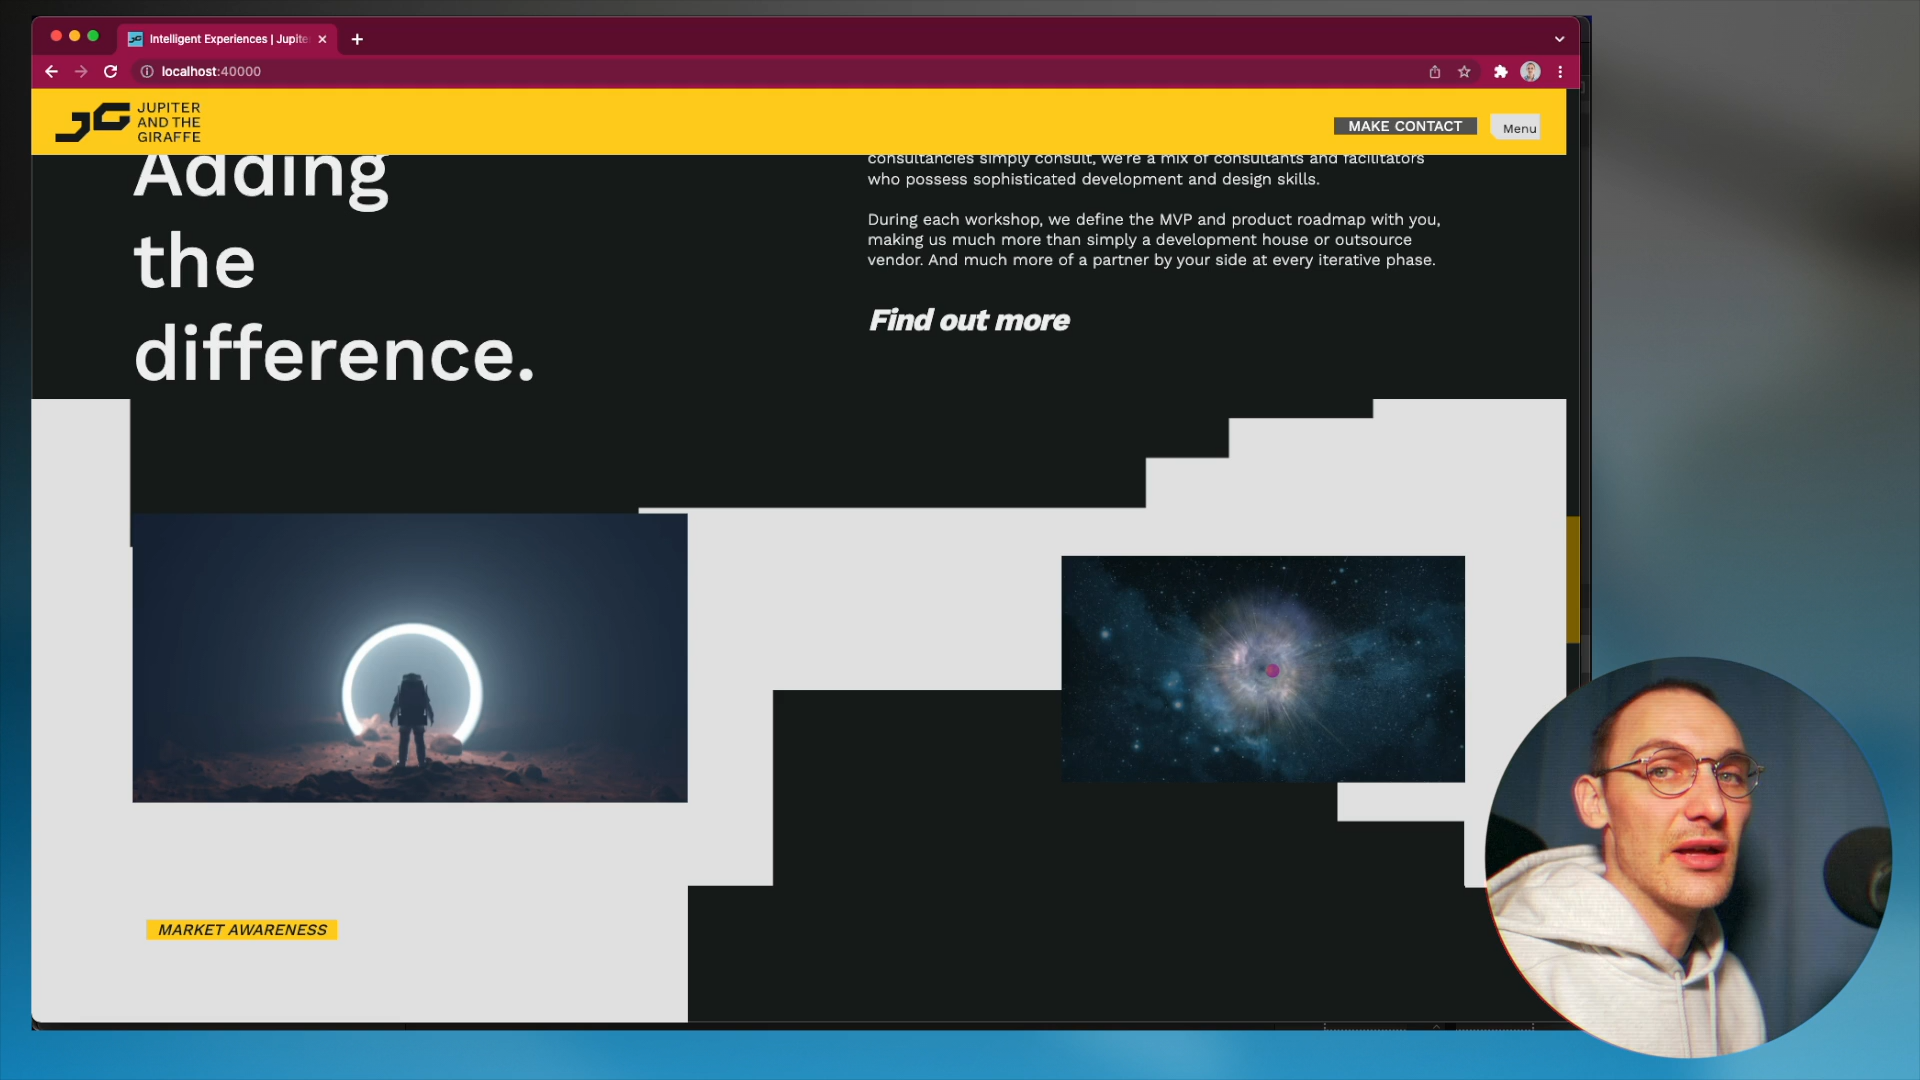 Intelligent Experiences | Jupite
localhost:40000
JUPITER
AND THE
GIRAFFE
MAKE CONTACT
Menu
Adding
the
difference.
consultancies simply consult, we're a mix of consultants and facilitators
who possess sophisticated development and design skills.
During each workshop, we define the MVP and product roadmap with you,
making us much more than simply a development house or outsource
vendor. And much more of a partner by your side at every iterative phase.
Find out more
MARKET AWARENESS